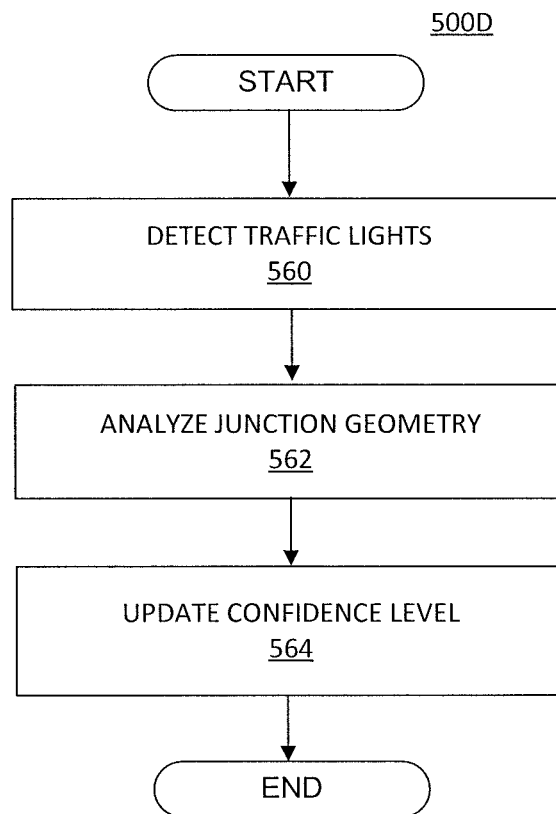 500D
START
DETECT TRAFFIC LIGHTS
560
ANALYZE JUNCTION GEOMETRY
562
UPDATE CONFIDENCE LEVEL
564
END